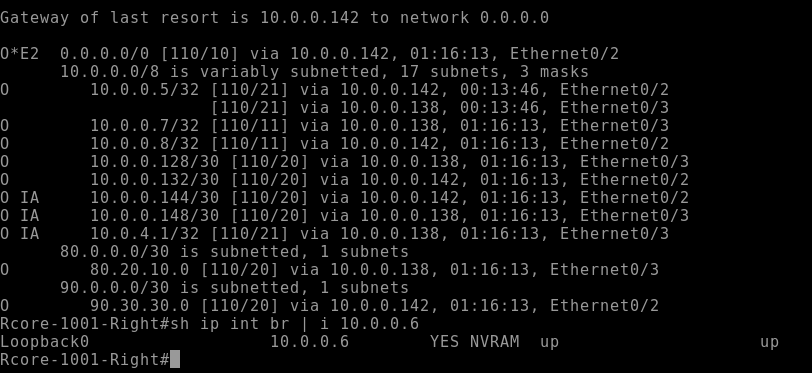 Gateway of last resort is 10.0.0.142 to network 0.0.0.0

O*E2  0.0.0.0/0 [110/10] via 10.0.0.142, 01:16:13, Ethernet0/2
      10.0.0.0/8 is variably subnetted, 17 subnets, 3 masks
O        10.0.0.5/32 [110/21] via 10.0.0.142, 00:13:46, Ethernet0/2
                     [110/21] via 10.0.0.138, 00:13:46, Ethernet0/3
O        10.0.0.7/32 [110/11] via 10.0.0.138, 01:16:13, Ethernet0/3
O        10.0.0.8/32 [110/11] via 10.0.0.142, 01:16:13, Ethernet0/2
O        10.0.0.128/30 [110/20] via 10.0.0.138, 01:16:13, Ethernet0/3
O        10.0.0.132/30 [110/20] via 10.0.0.142, 01:16:13, Ethernet0/2
O IA     10.0.0.144/30 [110/20] via 10.0.0.142, 01:16:13, Ethernet0/2
O IA     10.0.0.148/30 [110/20] via 10.0.0.138, 01:16:13, Ethernet0/3
O IA     10.0.4.1/32 [110/21] via 10.0.0.138, 01:16:13, Ethernet0/3
      80.0.0.0/30 is subnetted, 1 subnets
O        80.20.10.0 [110/20] via 10.0.0.138, 01:16:13, Ethernet0/3
      90.0.0.0/30 is subnetted, 1 subnets
O        90.30.30.0 [110/20] via 10.0.0.142, 01:16:13, Ethernet0/2
Rcore-1001-Right#sh ip int br | i 10.0.0.6
Loopback0                  10.0.0.6        YES NVRAM  up                    up
Rcore-1001-Right#